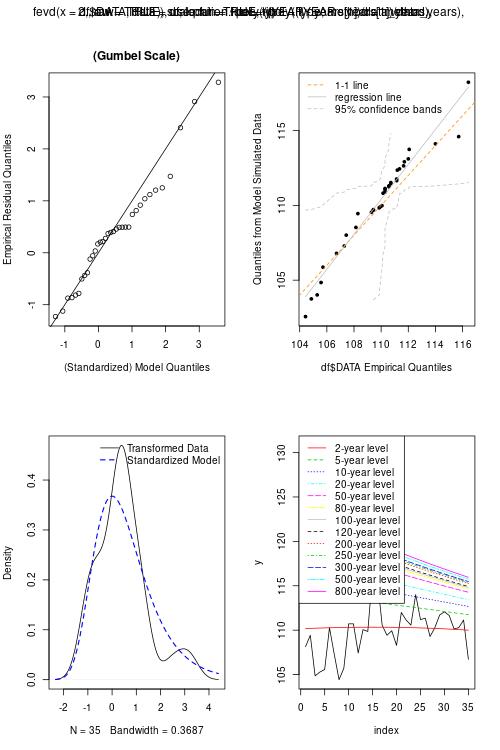 fevd(x =
(Gumbel Scale)
Empirical Residual Quantiles
3
2
1
0
-1
-1 0 1 2 3
(Standardized) Model Quantiles
1-1 line
regression line
95% confidence bands
Quantiles from Model Simulated Data
115
110
105
104 106 108 110 112 114 116
df$DATA Empirical Quantiles
Transformed Data
Standardized Model
Density
0.4
0.3
0.2
0.1
0.0
-2 -1 0 1 2 3 4
N = 35 Bandwidth = 0.3687
2-year level
5-year level
10-year level
20-year level
50-year level
80-year level
100-year level
120-year level
200-year level
250-year level
300-year level
500-year level
800-year level
y
130
125
120
115
110
105
0 5 10 15 20 25 30 35
index